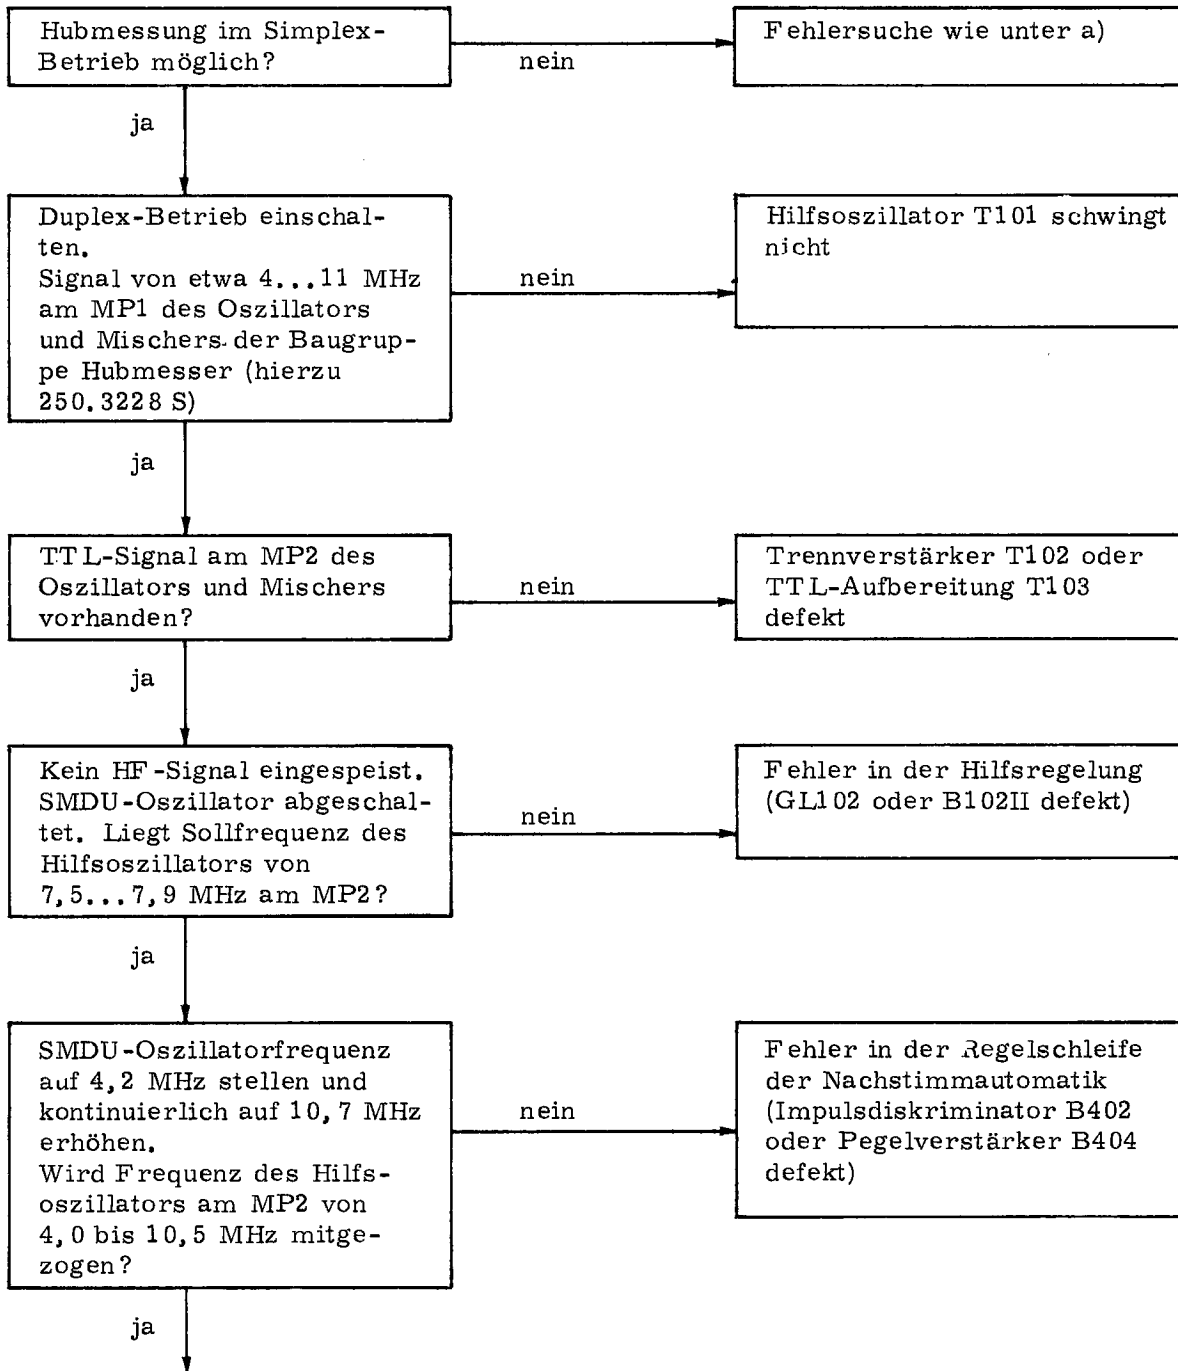 Hubmessung im Simplex-
Betrieb möglich?
nein
Fehlersuche wie unter a)
ja
Duplex-Betrieb einschal-
ten.
Signal von etwa 4...11 MHz
am MP1 des Oszillators
und Mischers der Baugrup-
pe Hubmesser (hierzu
250.3228 S)
nein
Hilfsoszillator T101 schwingt
nicht
ja
TTL-Signal am MP2 des
Oszillators und Mischers
vorhanden?
nein
Trennverstärker T102 oder
TTL-Aufbereitung T103
defekt
ja
Kein HF-Signal eingespeist.
SMDU-Oszillator abgeschal-
tet. Liegt Sollfrequenz des
Hilfsoszillators von
7,5...7,9 MHz am MP2?
nein
Fehler in der Hilfsregelung
(GL102 oder B102II defekt)
ja
SMDU-Oszillatorfrequenz
auf 4,2 MHz stellen und
kontinuierlich auf 10,7 MHz
erhöhen.
Wird Frequenz des Hilfs-
oszillators am MP2 von
4,0 bis 10,5 MHz mitge-
zogen?
nein
Fehler in der Regelschleife
der Nachstimmautomatik
(Impulsdiskriminator B402
oder Pegelverstärker B404
defekt)
ja